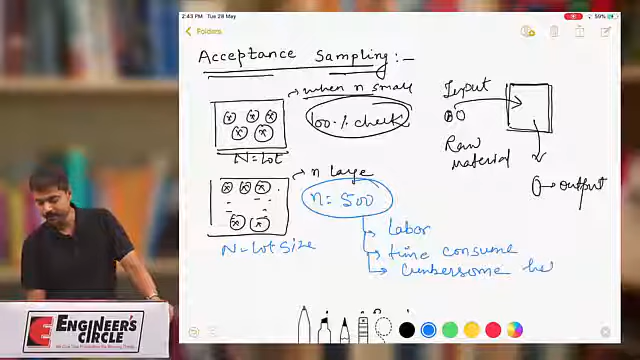 2:43 PM Tue 28 May
59%
Folders
Acceptance Sampling:-
when n small
100% check
N=Lot
Input
Raw
material
output
n large
n= 500
N=Lot Size
Labor
time consume
Cumbersome
ENGINEER'S
CIRCLE